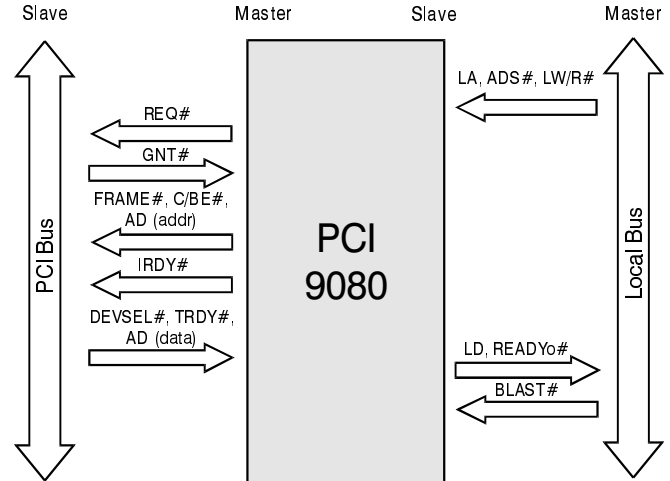 Slave Master Slave Master
LA, ADS#, LW/R#
REQ#
GNT#
FRAME#, C/BE#,
AD (addr)
IRDY#
DEVSEL#, TRDY#,
AD (data)
PCI Bus
PCI
9080
LD, READYo#
BLAST#
Local Bus